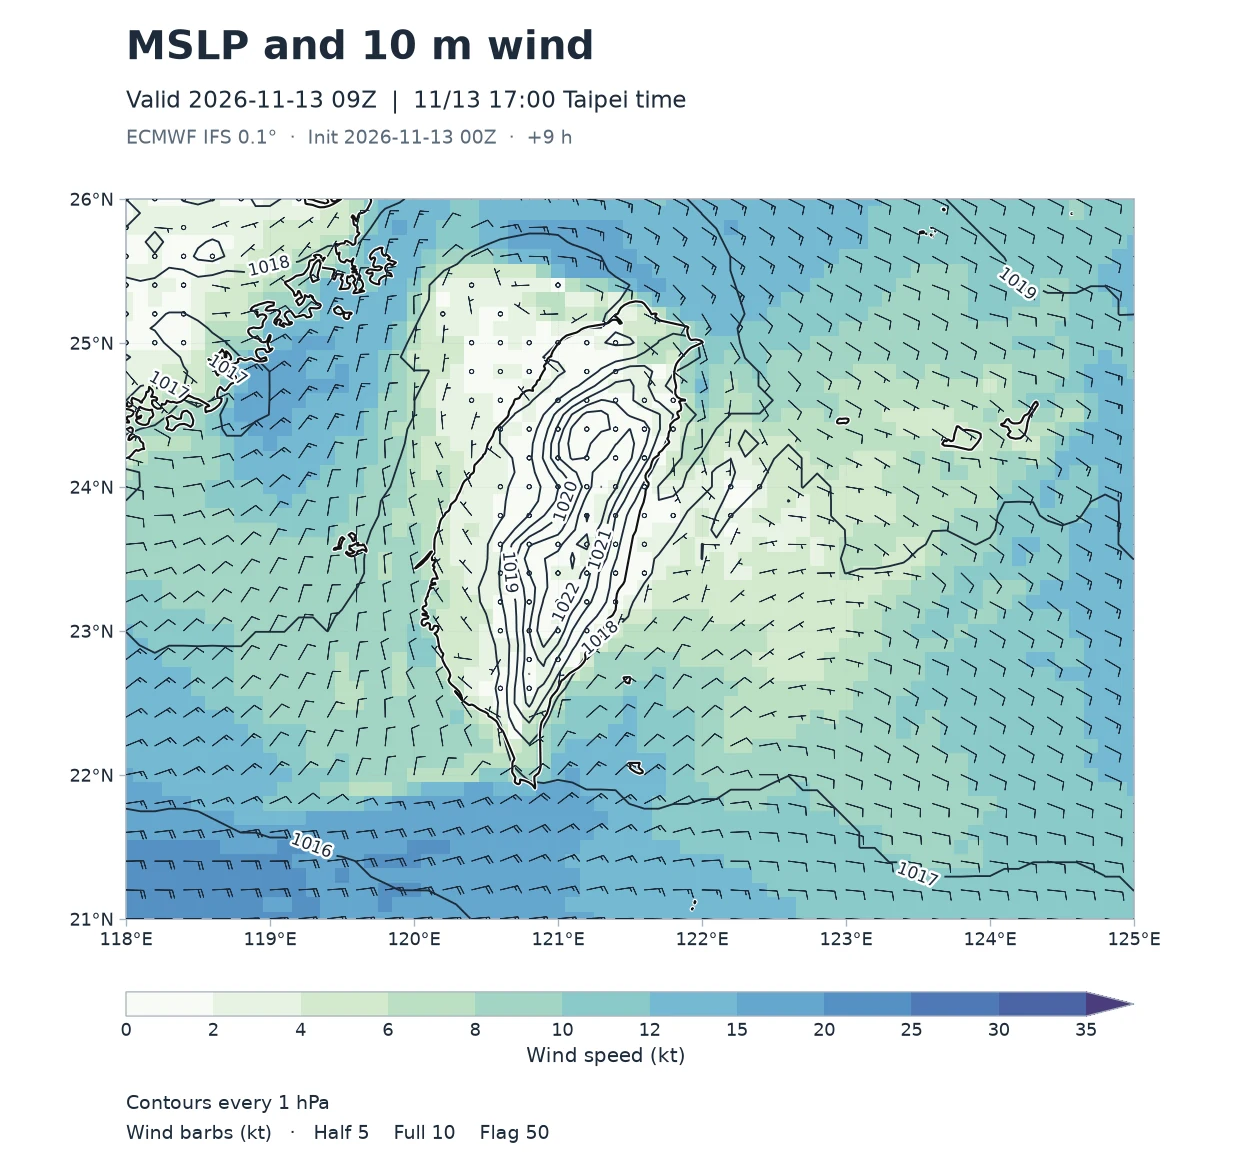 MSLP and 10 m wind
Valid 2026-11-13 09Z | 11/13 17:00 Taipei time
ECMWF IFS 0.1° · Init 2026-11-13 00Z · +9 h
26°N
25°N
24°N
23°N
22°N
21°N
1018
1019
1017
1017
1020
1021
1019
1022
1018
1016
1017
118°E 119°E 120°E 121°E 122°E 123°E 124°E 125°E
0 2 4 6 8 10 12 15 20 25 30 35
Wind speed (kt)
Contours every 1 hPa
Wind barbs (kt) · Half 5 Full 10 Flag 50